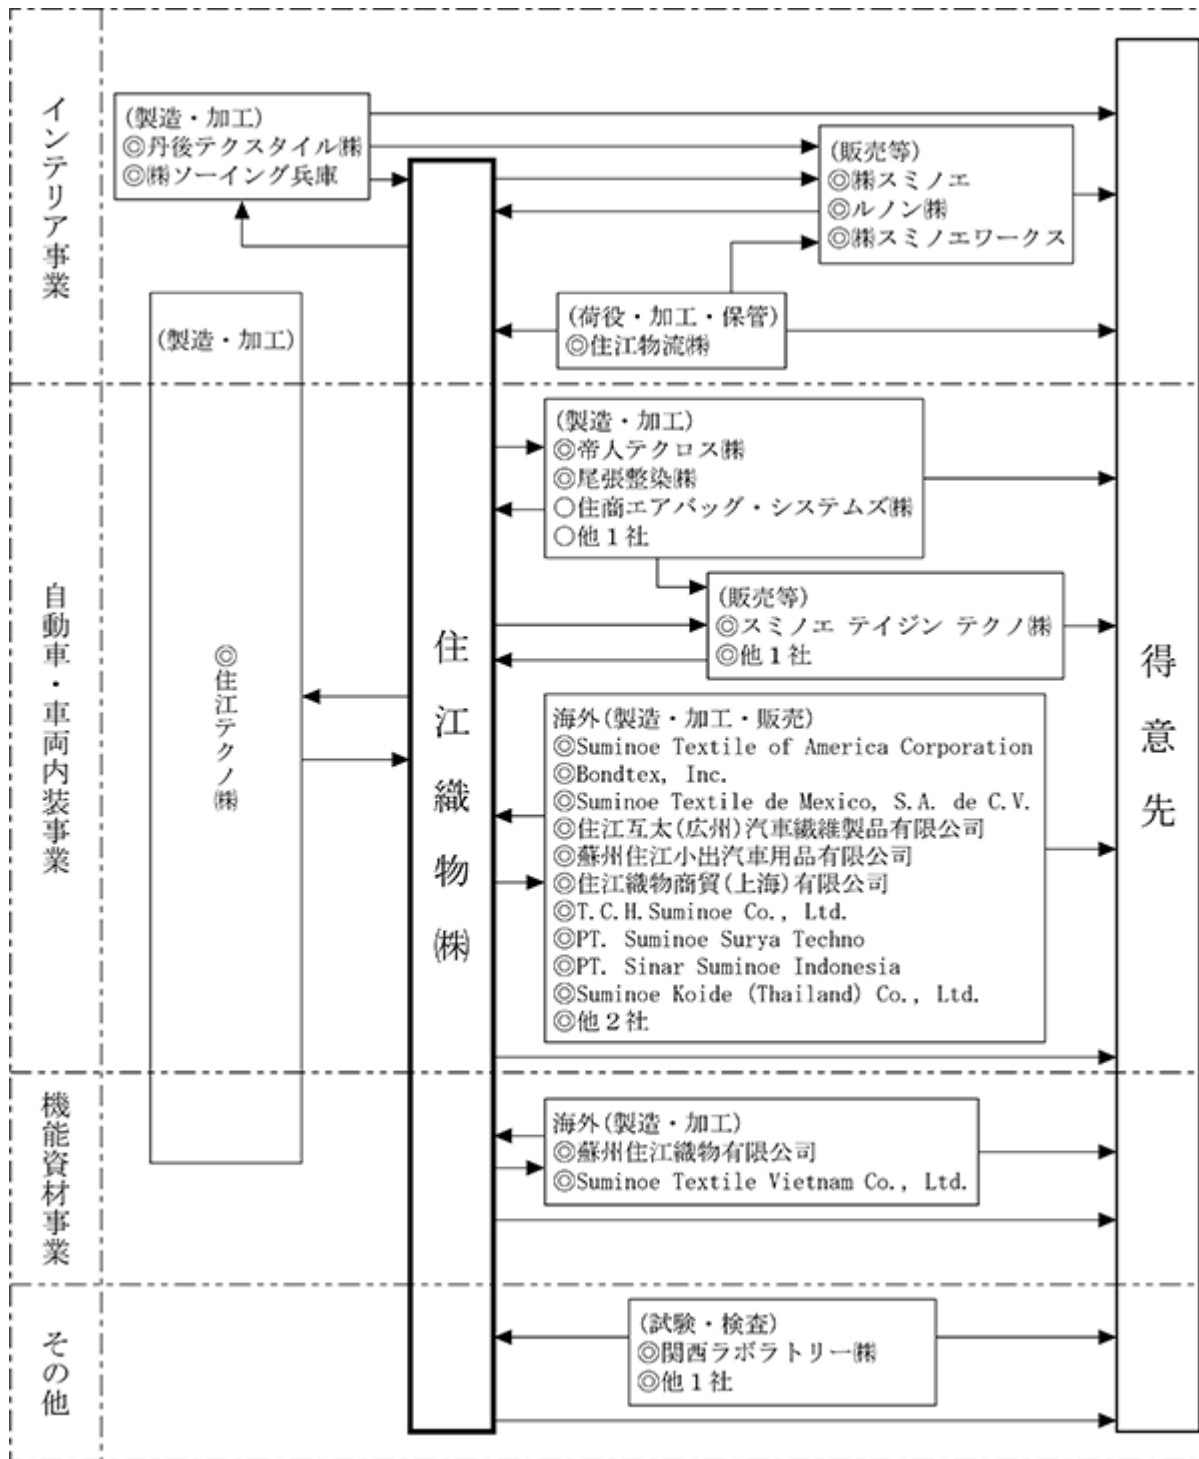 インテリア事業
(製造・加工)
◎丹後テクスタイル㈱
◎㈱ソーイング兵庫
(販売等)
◎㈱スミノエ
◎ルノン㈱
◎㈱スミノエワークス
(荷役・加工・保管)
◎住江物流㈱
(製造・加工)
◎住江テクノ㈱
住江織物㈱
得意先
自動車・車両内装事業
(製造・加工)
◎帝人テクロス㈱
◎尾張整染㈱
○住商エアバッグ・システムズ㈱
○他１社
(販売等)
◎スミノエ テイジン テクノ㈱
◎他１社
海外(製造・加工・販売)
◎Suminoe Textile of America Corporation
◎Bondtex, Inc.
◎Suminoe Textile de Mexico, S.A. de C.V.
◎住江互太(広州)汽車繊維製品有限公司
◎蘇州住江小出汽車用品有限公司
◎住江織物商貿(上海)有限公司
◎T.C.H.Suminoe Co., Ltd.
◎PT. Suminoe Surya Techno
◎PT. Sinar Suminoe Indonesia
◎Suminoe Koide (Thailand) Co., Ltd.
◎他２社
機能資材事業
海外(製造・加工)
◎蘇州住江織物有限公司
◎Suminoe Textile Vietnam Co., Ltd.
その他
(試験・検査)
◎関西ラボラトリー㈱
◎他１社